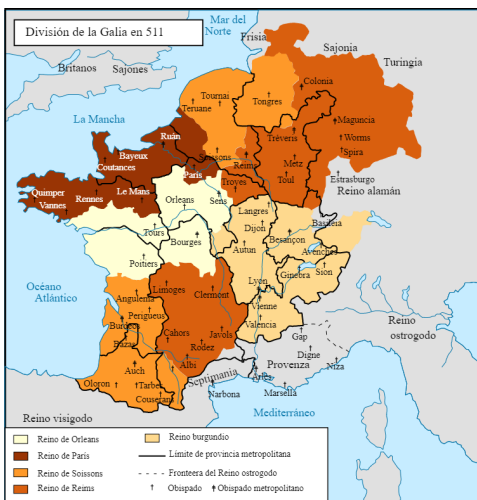 División de la Galia en 511
Mar del
Norte
Frisia
Sajonia
Turingia
Britanos
Sajones
Tournai
Teruane
Tongres
Colonia
La Mancha
Maguncia
Ruán
Tréveris
Worms
Bayeux
Coutances
Soissons
Reims
Spira
París
Metz
Quimper
Rennes
Le Mans
Troyes
Toul
Estrasburgo
Vannes
Reino alamán
Orleans
Sens
Langres
Tours
Dijon
Basileia
Bourges
Besançon
Autun
Avenches
Poitiers
Lyon
Ginebra
Sion
Océano
Atlántico
Limoges
Angulema
Clermont
Vienne
Perigueus
Valencia
Reino
ostrogodo
Burdeos
Cahors
Javols
Gap
Bazas
Rodez
Digne
Auch
Albi
Septimania
Provenza
Niza
Oloron
Tarbes
Arles
Couserans
Narbona
Marsella
Reino visigodo
Mediterráneo
Reino de Orleans
Reino burgundio
Reino de París
Límite de provincia metropolitana
Reino de Soissons
Fronteera del Reino ostrogodo
Reino de Reims
Obispado
Obispado metropolitano